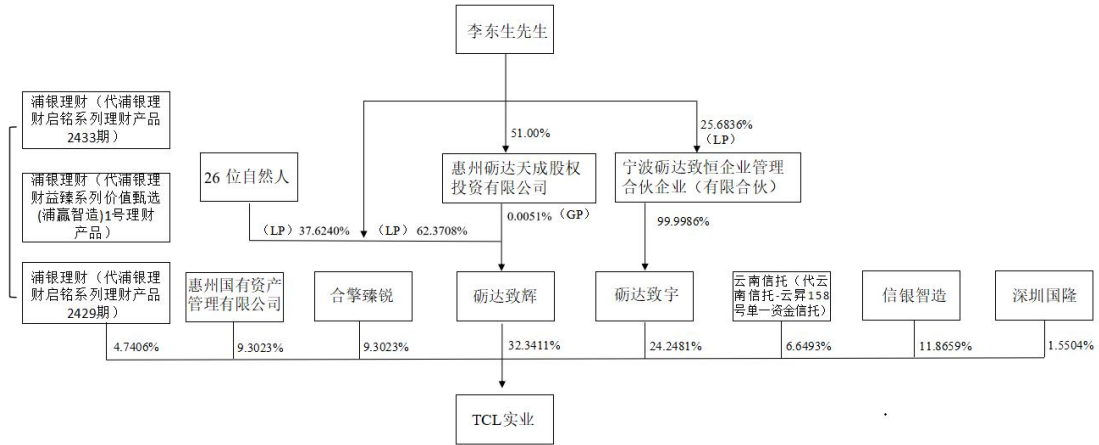 李东生先生
浦银理财（代浦银理
财启铭系列理财产品
2433期）
浦银理财（代浦银理
财益臻系列价值甄选
(浦赢智造)1号理财
产品）
浦银理财（代浦银理
财启铭系列理财产品
2429期）
26 位自然人
51.00%
惠州砺达天成股权
投资有限公司
25.6836%
（LP）
宁波砺达致恒企业管理
合伙企业（有限合伙）
（LP）37.6240%
（LP）62.3708%
0.0051%（GP）
99.9986%
惠州国有资产
管理有限公司
合擎臻锐
砺达致辉
砺达致宇
云南信托（代云
南信托-云昇158
号单一资金信托）
信银智造
深圳国隆
4.7406%
9.3023%
9.3023%
32.3411%
24.2481%
6.6493%
11.8659%
1.5504%
TCL 实业